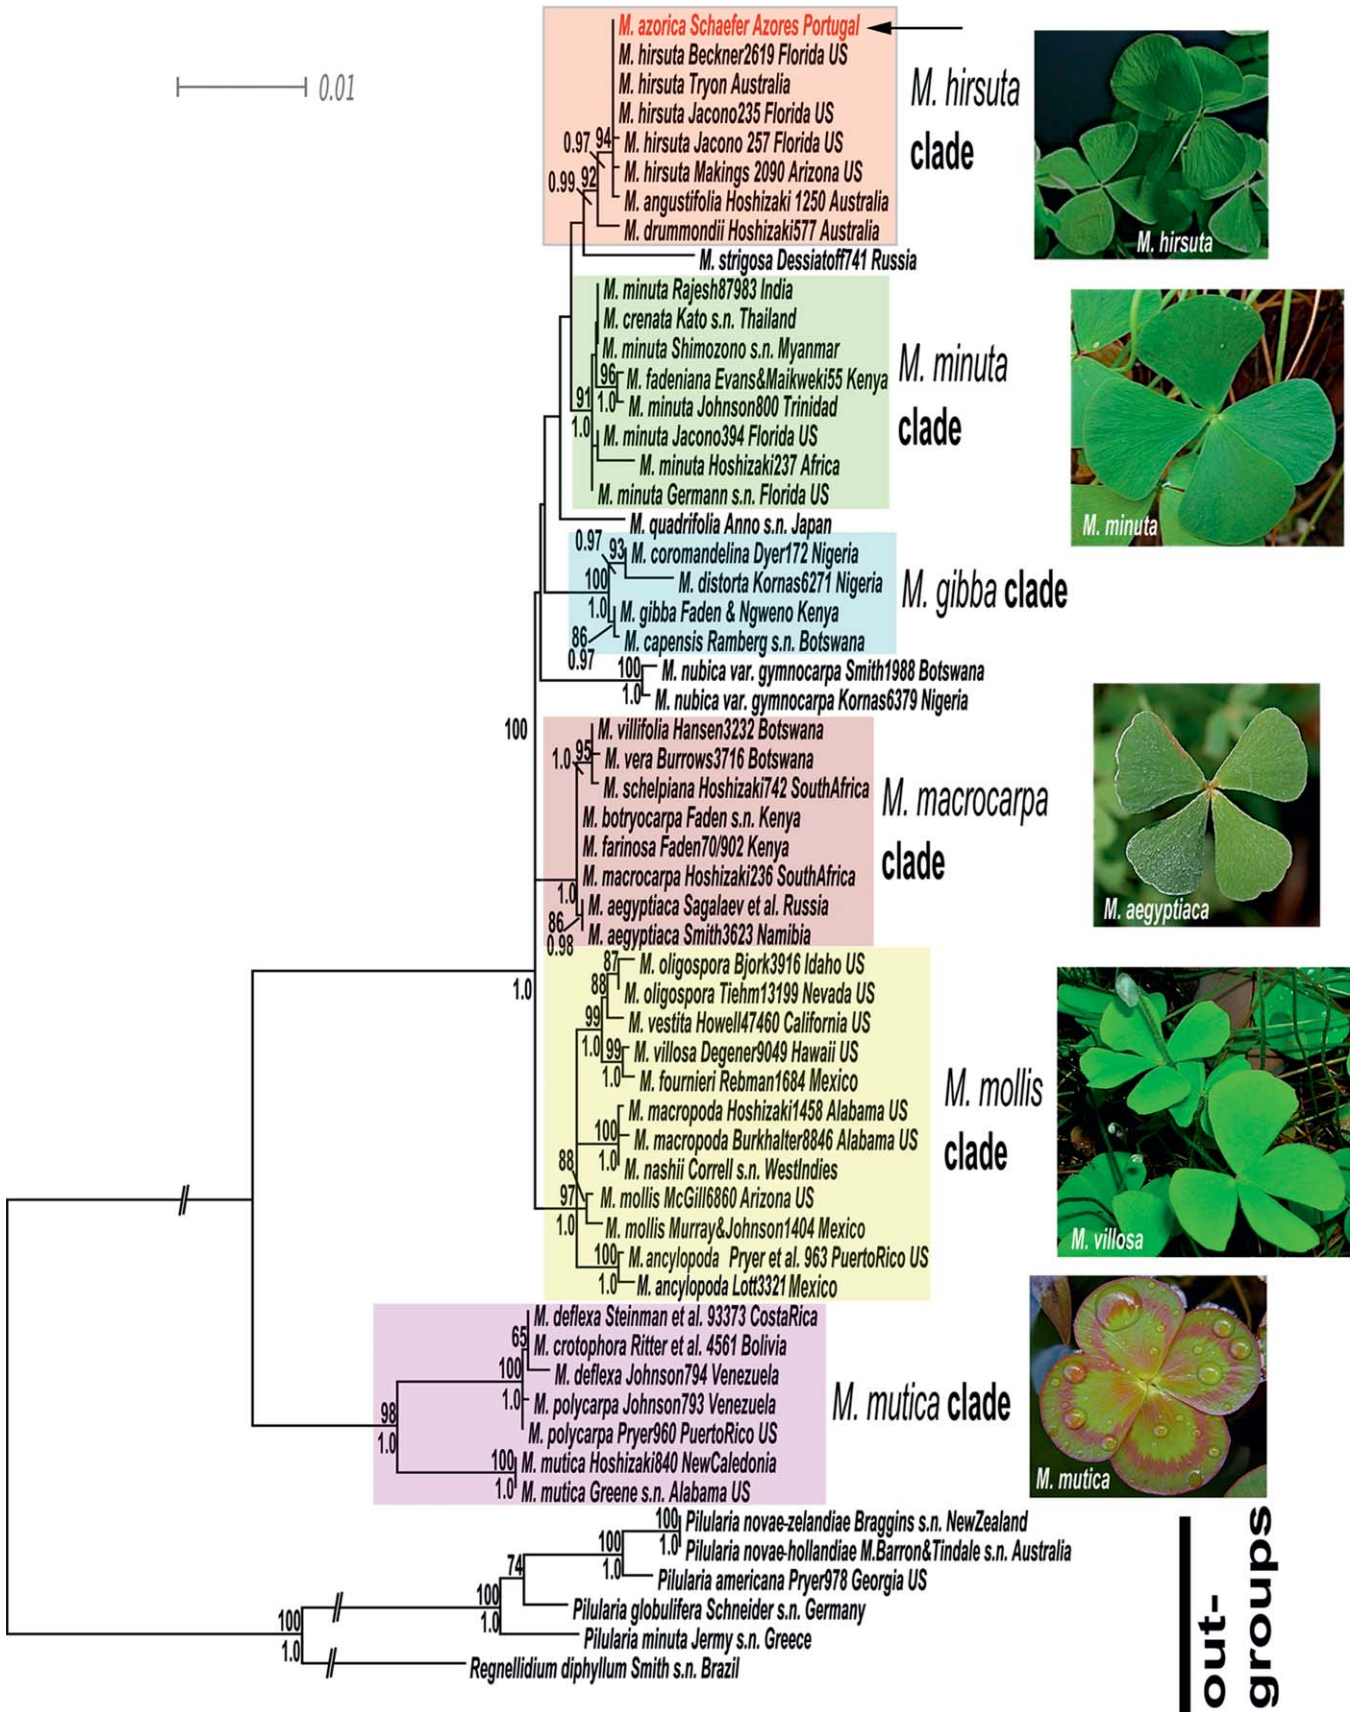 M. azorica Schaefer Azores Portugal
0.01
M. hirsuta Beckner2619 Florida US
M. hirsuta Tryon Australia
M. hirsuta Jacono235 Florida US
M. hirsuta Jacono 257 Florida US
M. hirsuta Makings 2090 Arizona US
M. angustifolia Hoshizaki 1250 Australia
M. drummondii Hoshizaki577 Australia
94
0.97
92
0.99
M. hirsuta
clade
M. hirsuta
M. strigosa Dessiatoff741 Russia
M. minuta Rajesh87983 India
M. crenata Kato s.n. Thailand
M. minuta Shimozono s.n. Myanmar
M. fadeniana Evans&Maikweki55 Kenya
M. minuta Johnson800 Trinidad
M. minuta Jacono394 Florida US
M. minuta Hoshizaki237 Africa
M. minuta Germann s.n. Florida US
96
1.0
91
1.0
M. minuta
clade
M. minuta
M. quadrifolia Anno s.n. Japan
M. coromandelina Dyer172 Nigeria
M. distorta Kornas6271 Nigeria
M. gibba Faden & Ngweno Kenya
M. capensis Ramberg s.n. Botswana
0.97
93
100
1.0
86
0.97
M. gibba clade
M. nubica var. gymnocarpa Smith1988 Botswana
M. nubica var. gymnocarpa Kornas6379 Nigeria
100
1.0
100
1.0
M. villifolia Hansen3232 Botswana
M. vera Burrows3716 Botswana
M. schelpiana Hoshizaki742 SouthAfrica
M. botryocarpa Faden s.n. Kenya
M. farinosa Faden70/902 Kenya
M. macrocarpa Hoshizaki236 SouthAfrica
M. aegyptiaca Sagalaev et al. Russia
M. aegyptiaca Smith3623 Namibia
95
1.0
1.0
86
0.98
M. macrocarpa
clade
M. aegyptiaca
M. oligospora Bjork3916 Idaho US
M. oligospora Tiehm13199 Nevada US
M. vestita Howell47460 California US
M. villosa Degener9049 Hawaii US
M. fournieri Rebman1684 Mexico
M. macropoda Hoshizaki1458 Alabama US
M. macropoda Burkhalter8846 Alabama US
M. nashii Correll s.n. WestIndies
M. mollis McGill6860 Arizona US
M. mollis Murray&Johnson1404 Mexico
M. ancylopoda Pryer et al. 963 PuertoRico US
M. ancylopoda Lott3321 Mexico
87
88
99
1.0
99
1.0
100
1.0
88
97
1.0
100
1.0
M. mollis
clade
M. villosa
M. deflexa Steinman et al. 93373 CostaRica
M. crotophora Ritter et al. 4561 Bolivia
M. deflexa Johnson794 Venezuela
M. polycarpa Johnson793 Venezuela
M. polycarpa Pryer960 PuertoRico US
M. mutica Hoshizaki840 NewCaledonia
M. mutica Greene s.n. Alabama US
65
100
1.0
98
1.0
100
1.0
M. mutica clade
M. mutica
Pilularia novae-zelandiae Braggins s.n. NewZealand
Pilularia novae-hollandiae M.Barron&Tindale s.n. Australia
Pilularia americana Pryer978 Georgia US
Pilularia globulifera Schneider s.n. Germany
Pilularia minuta Jermy s.n. Greece
Regnellidium diphyllum Smith s.n. Brazil
100
1.0
100
1.0
74
100
1.0
100
1.0
out-
groups